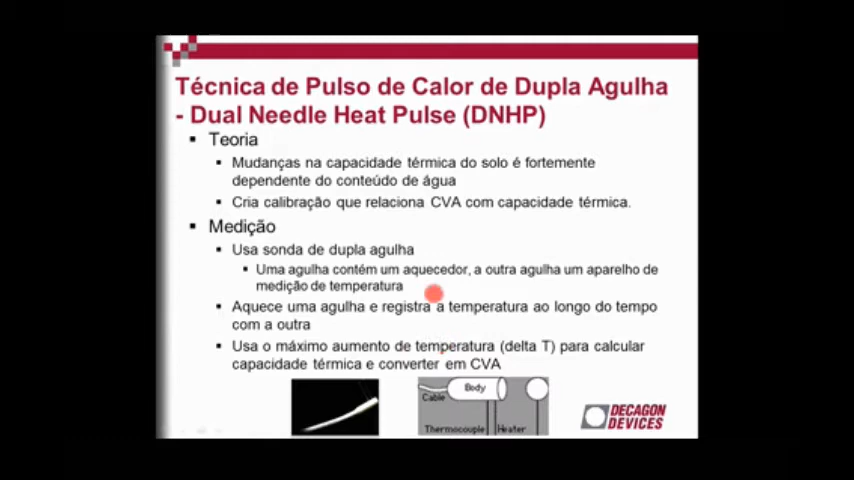 Técnica de Pulso de Calor de Dupla Agulha
- Dual Needle Heat Pulse (DNHP)
Teoria
Mudanças na capacidade térmica do solo é fortemente
dependente do conteúdo de água
Cria calibração que relaciona CVA com capacidade térmica.
Medição
Usa sonda de dupla agulha
Uma agulha contém um aquecedor, a outra agulha um aparelho de
medição de temperatura
Aquece uma agulha e registra a temperatura ao longo do tempo
com a outra
Usa o máximo aumento de temperatura (delta T) para calcular
capacidade térmica e converter em CVA
Body
Cable
Thermocouple Heater
DECAGON
DEVICES